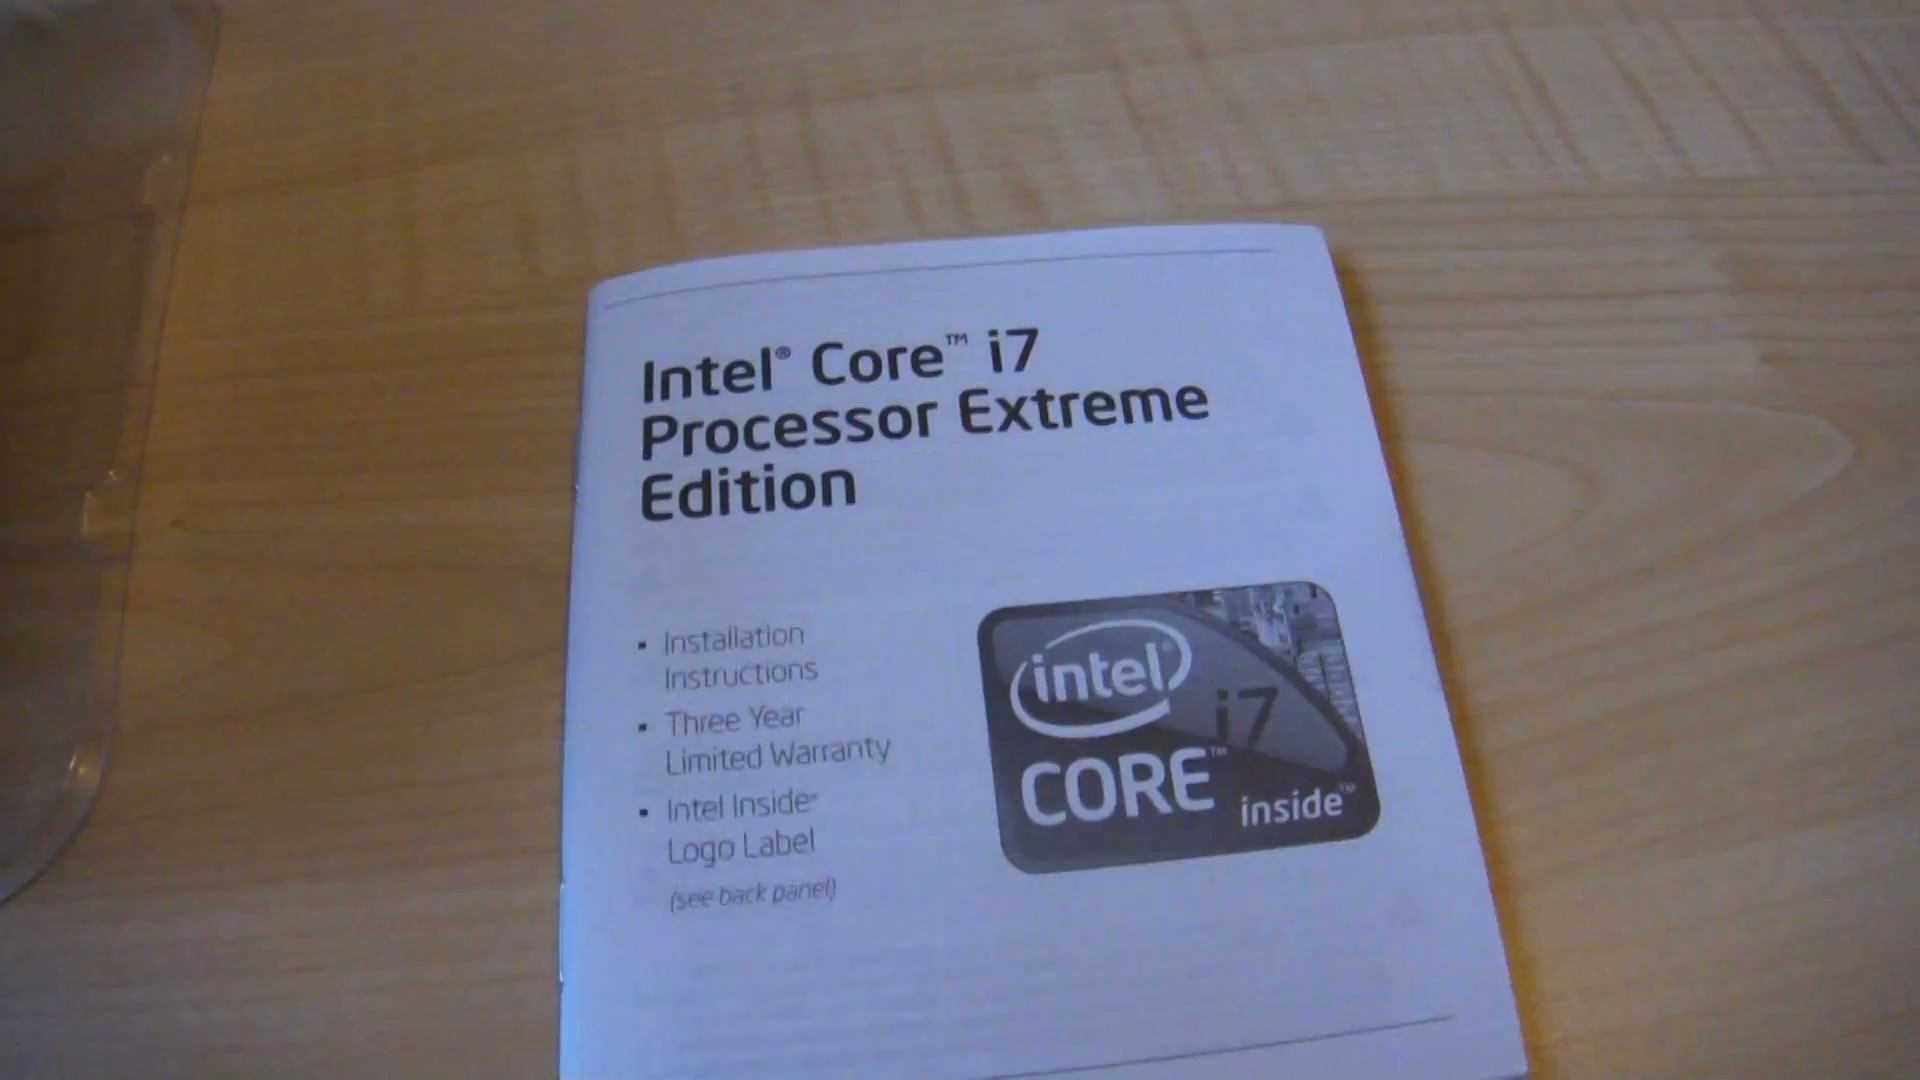 Intel® Core™ i7
Processor Extreme
Edition
▪ Installation
Instructions
▪ Three Year
Limited Warranty
▪ Intel Inside®
Logo Label
(see back panel)
intel®
i7
CORE™
inside™